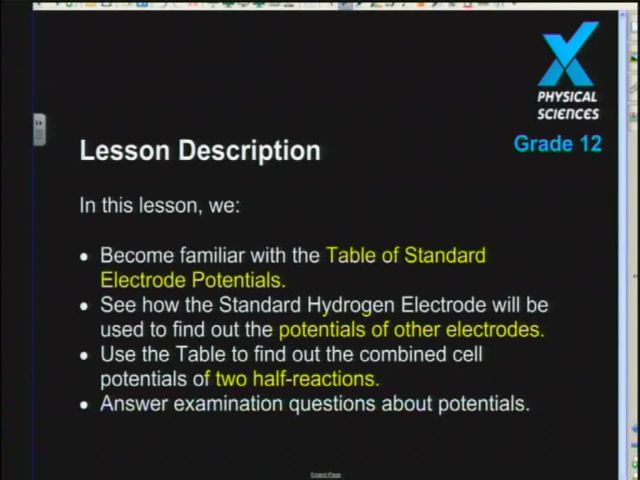 PHYSICAL
SCIENCES
Grade 12
Lesson Description
In this lesson, we:
• Become familiar with the Table of Standard
Electrode Potentials.
• See how the Standard Hydrogen Electrode will be
used to find out the potentials of other electrodes.
• Use the Table to find out the combined cell
potentials of two half-reactions.
• Answer examination questions about potentials.
Extend Page